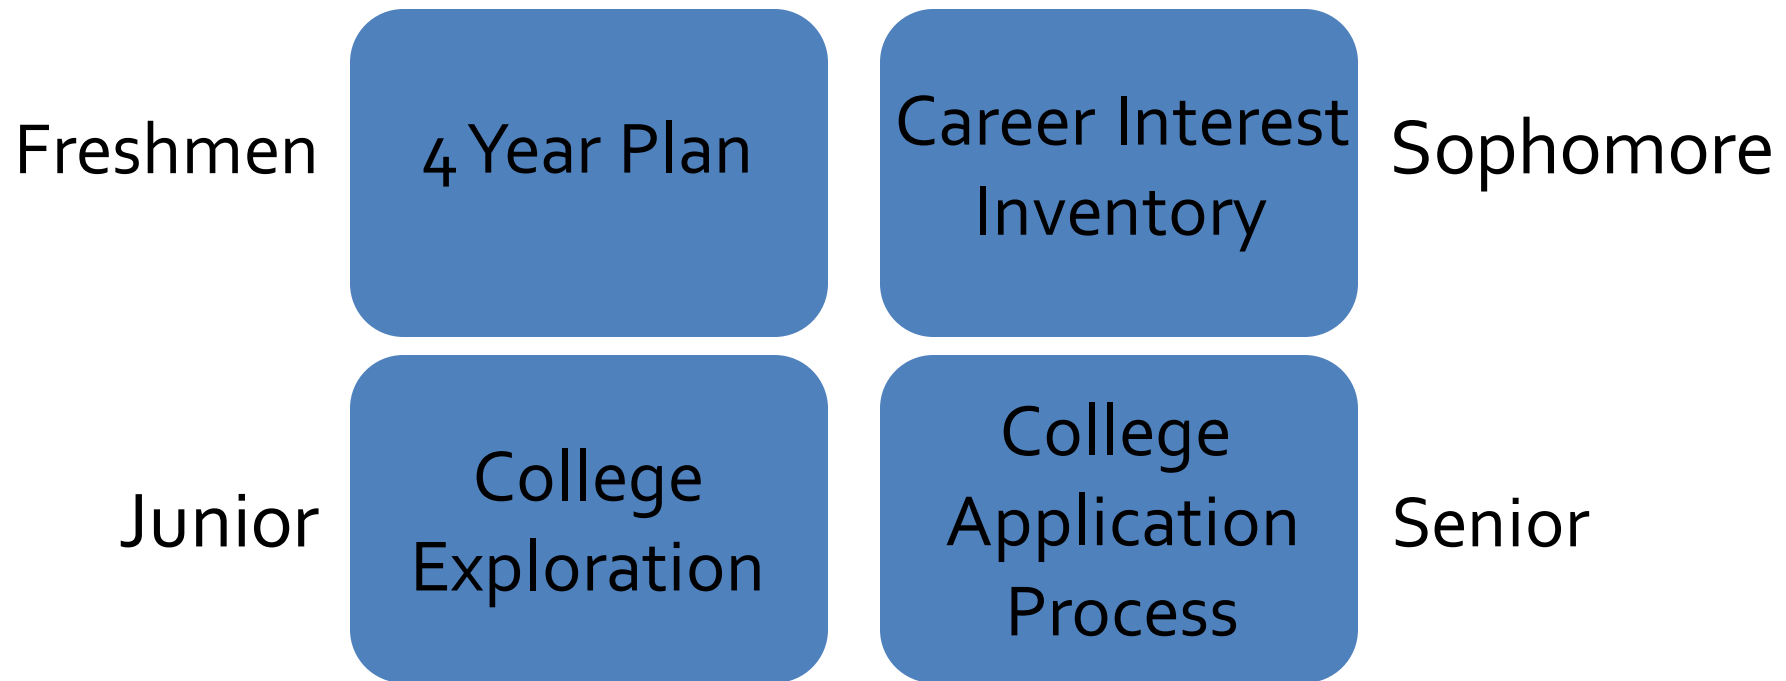 Freshmen
4 Year Plan
Career Interest
Inventory
Sophomore
Junior
College
Exploration
College
Application
Process
Senior